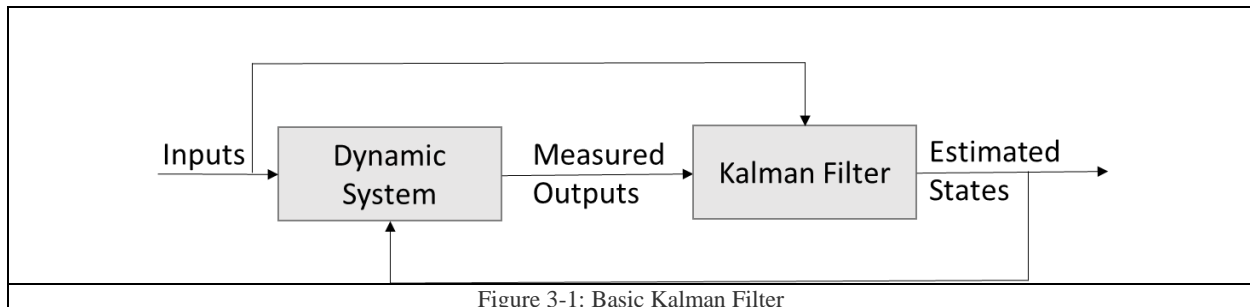 Inputs
Dynamic
System
Measured
Outputs
Kalman Filter
Estimated
States
Figure 3-1: Basic Kalman Filter